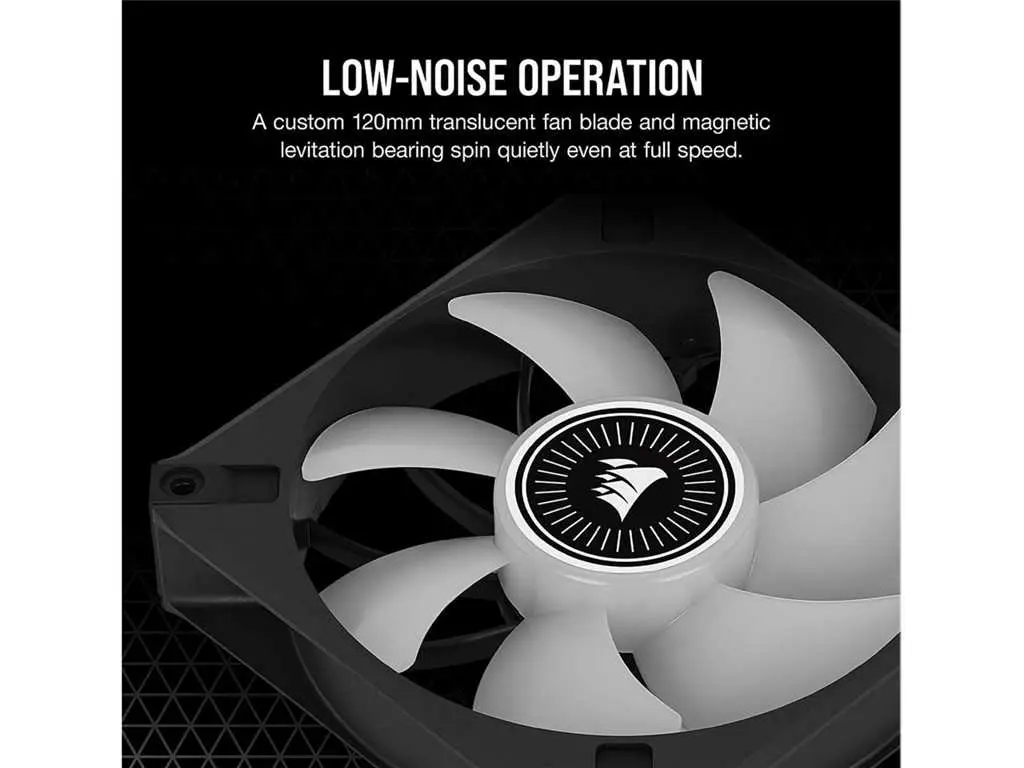 LOW-NOISE OPERATION
A custom 120mm translucent fan blade and magnetic
levitation bearing spin quietly even at full speed.